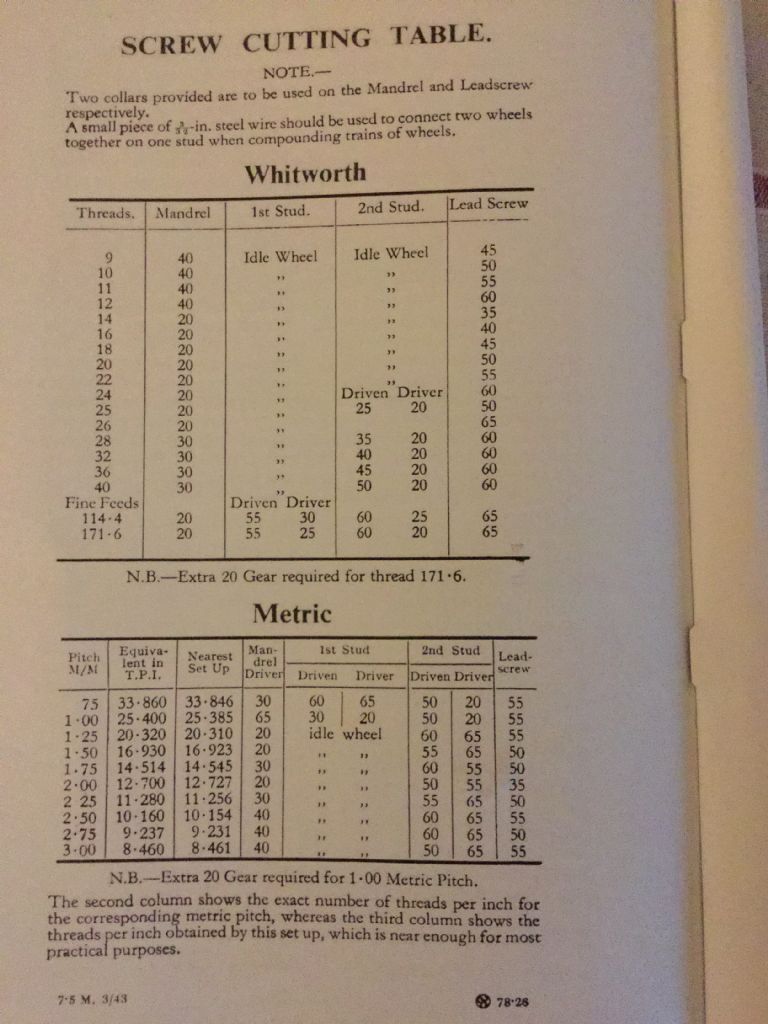 SCREW CUTTING TABLE.
NOTE.—
Two collars provided are to be used on the Mandrel and Leadscrew
respectively.
A small piece of 3/32-in. steel wire should be used to connect two wheels
together on one stud when compounding trains of wheels.
Whitworth
Threads. Mandrel 1st Stud. 2nd Stud. Lead Screw
9 40 Idle Wheel Idle Wheel 45
10 40 ,, ,, 50
11 40 ,, ,, 55
12 40 ,, ,, 60
14 20 ,, ,, 35
16 20 ,, ,, 40
18 20 ,, ,, 45
20 20 ,, ,, 50
22 20 ,, ,, 55
24 20 ,, Driven Driver 60
25 20 ,, 25 20 50
26 20 ,, 65
28 30 ,, 35 20 60
32 30 ,, 40 20 60
36 30 ,, 45 20 60
40 30 ,, 50 20 60
Fine Feeds Driven Driver
114·4 20 55 30 60 25 65
171·6 20 55 25 60 20 65
N.B.—Extra 20 Gear required for thread 171·6.
Metric
Pitch M/M Equiva-lent in T.P.I. Nearest Set Up Man-drel Driver 1st Stud 2nd Stud Lead-screw
Driven Driver Driven Driver
75 33·860 33·846 30 60 65 50 20 55
1·00 25·400 25·385 65 30 20 50 20 55
1·25 20·320 20·310 20 idle wheel 60 65 55
1·50 16·930 16·923 20 ,, ,, 55 65 50
1·75 14·514 14·545 30 ,, ,, 60 55 50
2·00 12·700 12·727 20 ,, ,, 50 55 35
2 25 11·280 11·256 30 ,, ,, 55 65 50
2·50 10·160 10·154 40 ,, ,, 60 65 55
2·75 9·237 9·231 40 ,, ,, 60 65 50
3·00 8·460 8·461 40 ,, ,, 50 65 55
N.B.—Extra 20 Gear required for 1·00 Metric Pitch.
The second column shows the exact number of threads per inch for
the corresponding metric pitch, whereas the third column shows the
threads per inch obtained by this set up, which is near enough for most
practical purposes.
7·5 M. 3/43
78·26